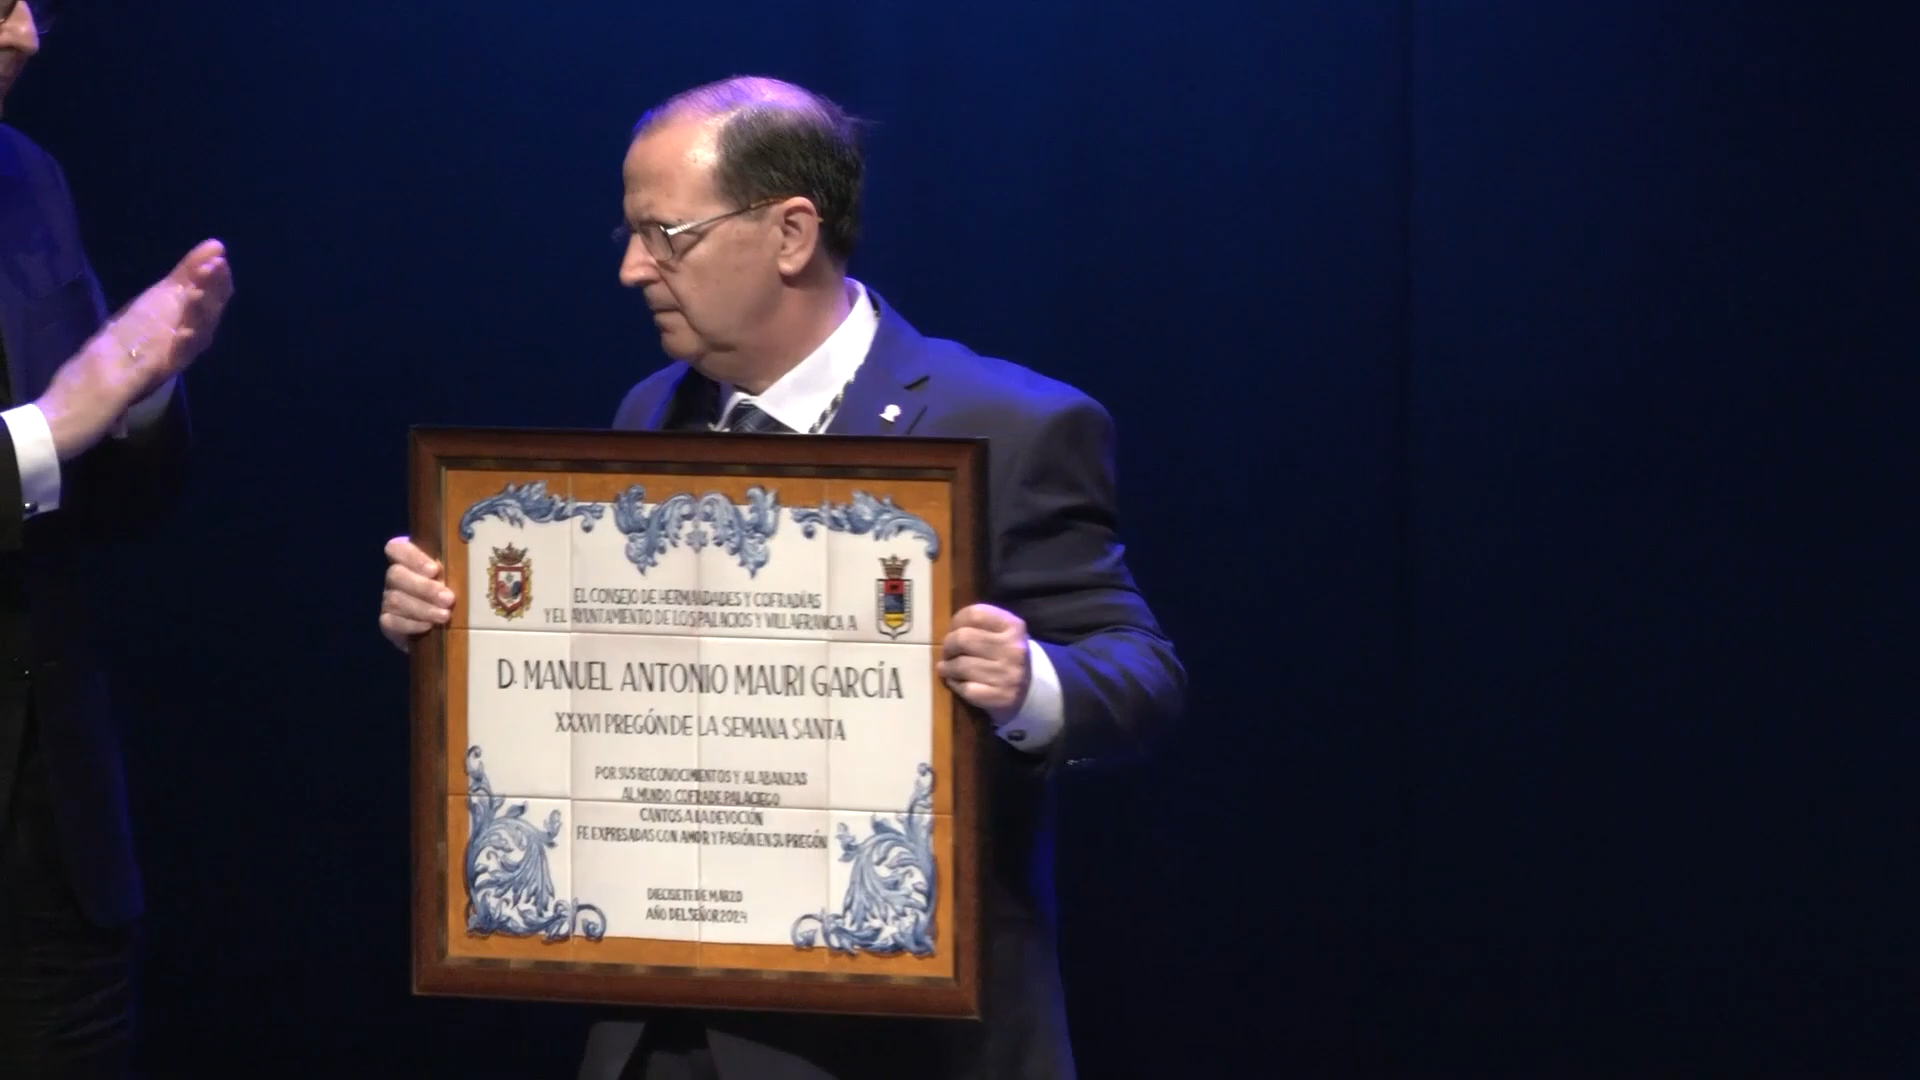 EL CONSEJO DE HERMANDADES Y COFRADÍAS
Y EL AYUNTAMIENTO DE LOS PALACIOS Y VILLAFRANCA A
D. MANUEL ANTONIO MAURI GARCÍA
XXXVI PREGÓN DE LA SEMANA SANTA
POR SUS RECONOCIMIENTOS Y ALABANZAS
AL MUNDO COFRADE PALACIEGO
CANTOS A LA DEVOCIÓN
FE EXPRESADAS CON AMOR Y PASIÓN EN SU PREGÓN
DIECISIETE DE MARZO
AÑO DEL SEÑOR 2024